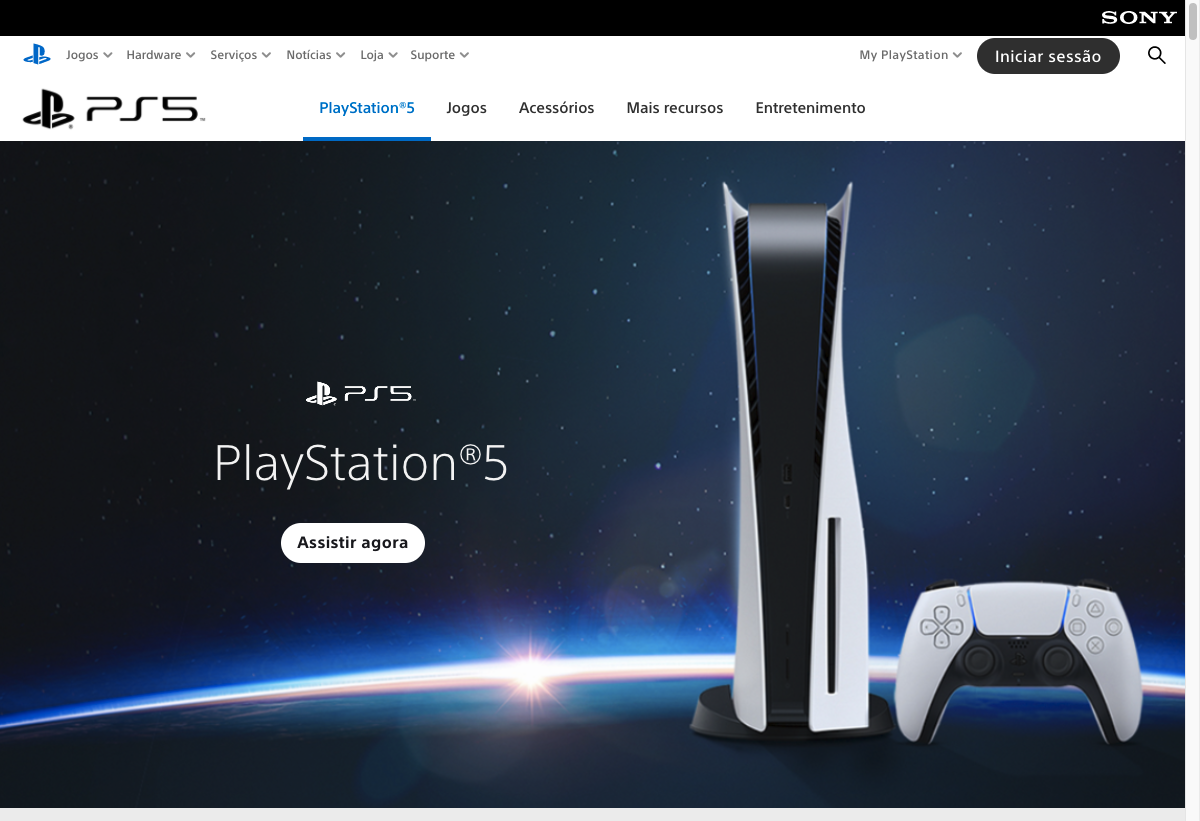 SONY
Jogos Hardware Serviços Notícias Loja Suporte My PlayStation Iniciar sessão
PS5™ PlayStation®5 Jogos Acessórios Mais recursos Entretenimento
PS5
PlayStation®5
Assistir agora